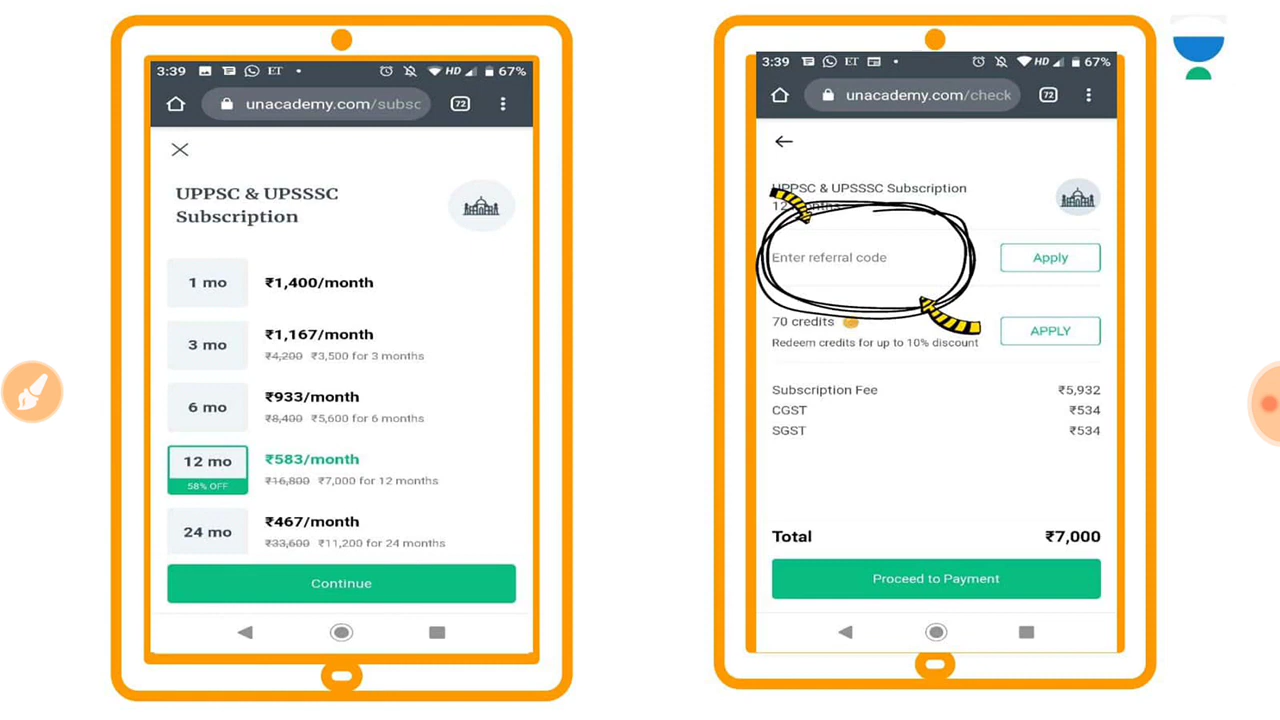 3:39 ET HD 67%
unacademy.com/subsc 72
UPPSC & UPSSSC
Subscription
1 mo ₹1,400/month
3 mo ₹1,167/month
₹4,200 ₹3,500 for 3 months
6 mo ₹933/month
₹8,400 ₹5,600 for 6 months
12 mo ₹583/month
58% OFF ₹16,800 ₹7,000 for 12 months
24 mo ₹467/month
₹33,600 ₹11,200 for 24 months
Continue
3:39 ET HD 67%
unacademy.com/check 72
UPPSC & UPSSSC Subscription
12 months
Enter referral code Apply
70 credits APPLY
Redeem credits for up to 10% discount
Subscription Fee ₹5,932
CGST ₹534
SGST ₹534
Total ₹7,000
Proceed to Payment